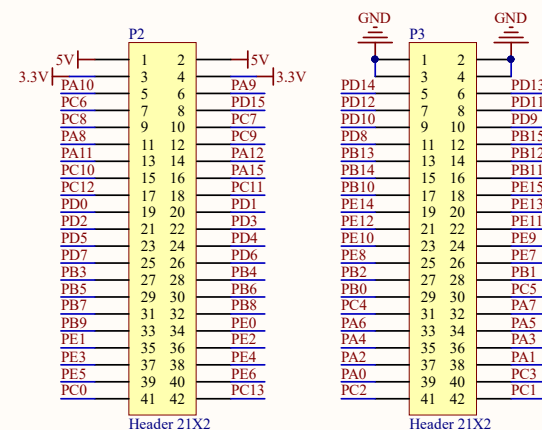 GND GND
P2 P3
5V 1 2 5V 1 2
3.3V 3 4 3.3V 3 4
PA10 5 6 PA9 PD14 5 6 PD13
PC6 7 8 PD15 PD12 7 8 PD11
PC8 9 10 PC7 PD10 9 10 PD9
PA8 11 12 PC9 PD8 11 12 PB15
PA11 13 14 PA12 PB13 13 14 PB12
PC10 15 16 PA15 PB14 15 16 PB11
PC12 17 18 PC11 PB10 17 18 PE15
PD0 19 20 PD1 PE14 19 20 PE13
PD2 21 22 PD3 PE12 21 22 PE11
PD5 23 24 PD4 PE10 23 24 PE9
PD7 25 26 PD6 PE8 25 26 PE7
PB3 27 28 PB4 PB2 27 28 PB1
PB5 29 30 PB6 PB0 29 30 PC5
PB7 31 32 PB8 PC4 31 32 PA7
PB9 33 34 PE0 PA6 33 34 PA5
PE1 35 36 PE2 PA4 35 36 PA3
PE3 37 38 PE4 PA2 37 38 PA1
PE5 39 40 PE6 PA0 39 40 PC3
PC0 41 42 PC13 PC2 41 42 PC1
Header 21X2 Header 21X2